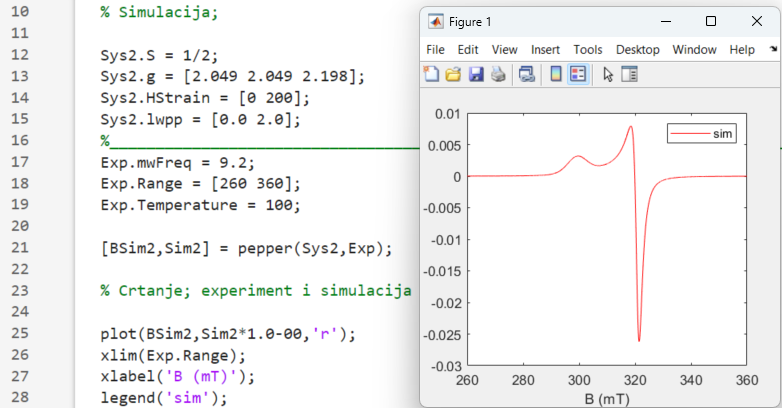 10 % Simulacija;
11
12 Sys2.S = 1/2;
13 Sys2.g = [2.049 2.049 2.198];
14 Sys2.HStrain = [0 200];
15 Sys2.lwpp = [0.0 2.0];
16 %________________________________
17 Exp.mwFreq = 9.2;
18 Exp.Range = [260 360];
19 Exp.Temperature = 100;
20
21 [BSim2,Sim2] = pepper(Sys2,Exp);
22
23 % Crtanje; experiment i simulacija
24
25 plot(BSim2,Sim2*1.0-00,'r');
26 xlim(Exp.Range);
27 xlabel('B (mT)');
28 legend('sim');
Figure 1
File Edit View Insert Tools Desktop Window Help
sim
0.01
0.005
0
-0.005
-0.01
-0.015
-0.02
-0.025
-0.03
260 280 300 320 340 360
B (mT)